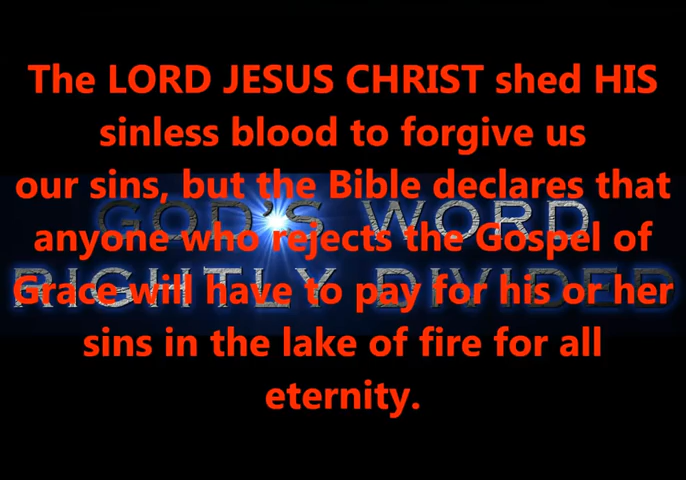 The LORD JESUS CHRIST shed HIS
sinless blood to forgive us
our sins, but the Bible declares that
GOD'S WORD
anyone who rejects the Gospel of
RIGHTLY DIVIDED
Grace will have to pay for his or her
sins in the lake of fire for all
eternity.